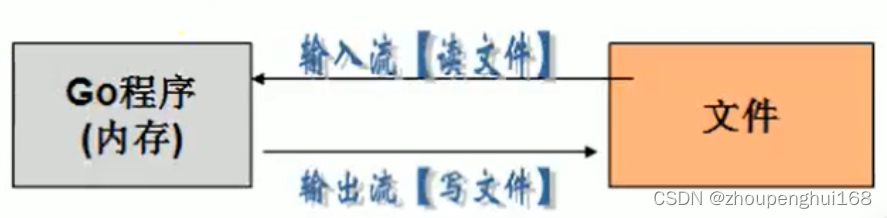 输入流【读文件】
Go程序
(内存)
文件
输出流【写文件】
CSDN @zhoupenghui168